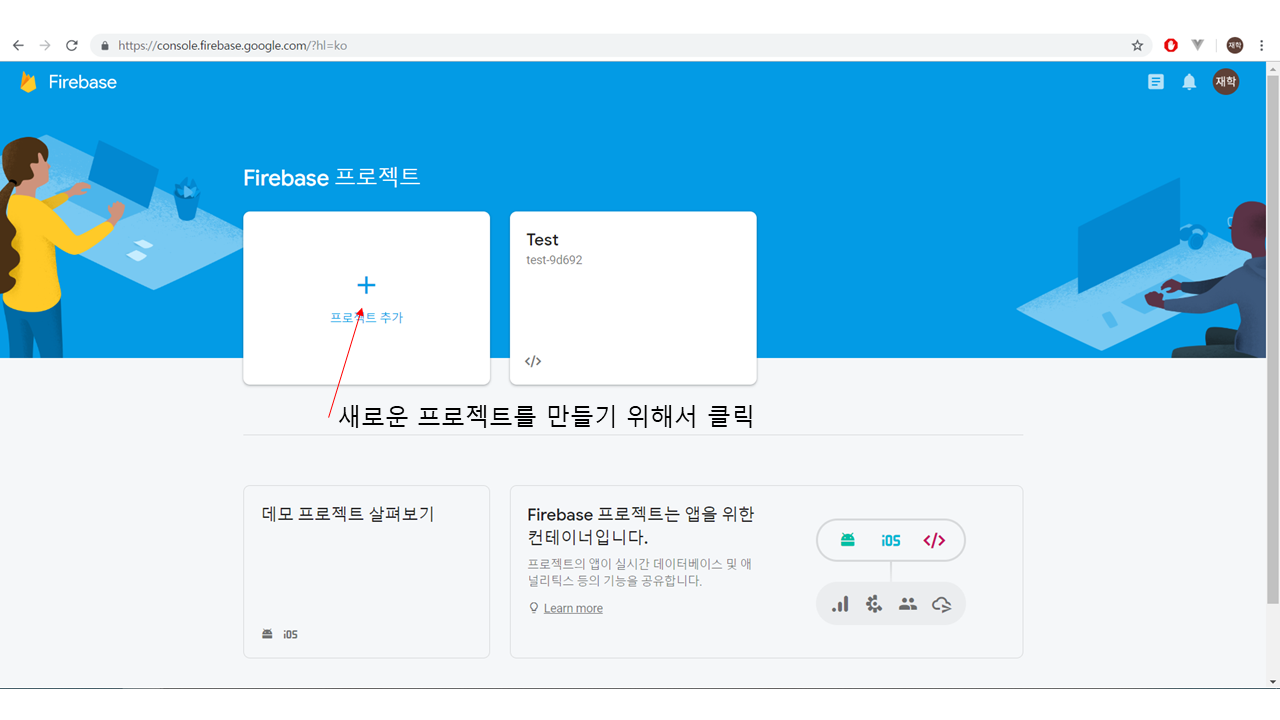 https://console.firebase.google.com/?hl=ko
재학
Firebase
재학
Firebase 프로젝트
프로젝트 추가
Test
test-9d692
</>
새로운 프로젝트를 만들기 위해서 클릭
데모 프로젝트 살펴보기
iOS
Firebase 프로젝트는 앱을 위한
컨테이너입니다.
프로젝트의 앱이 실시간 데이터베이스 및 애
널리틱스 등의 기능을 공유합니다.
Learn more
iOS </>